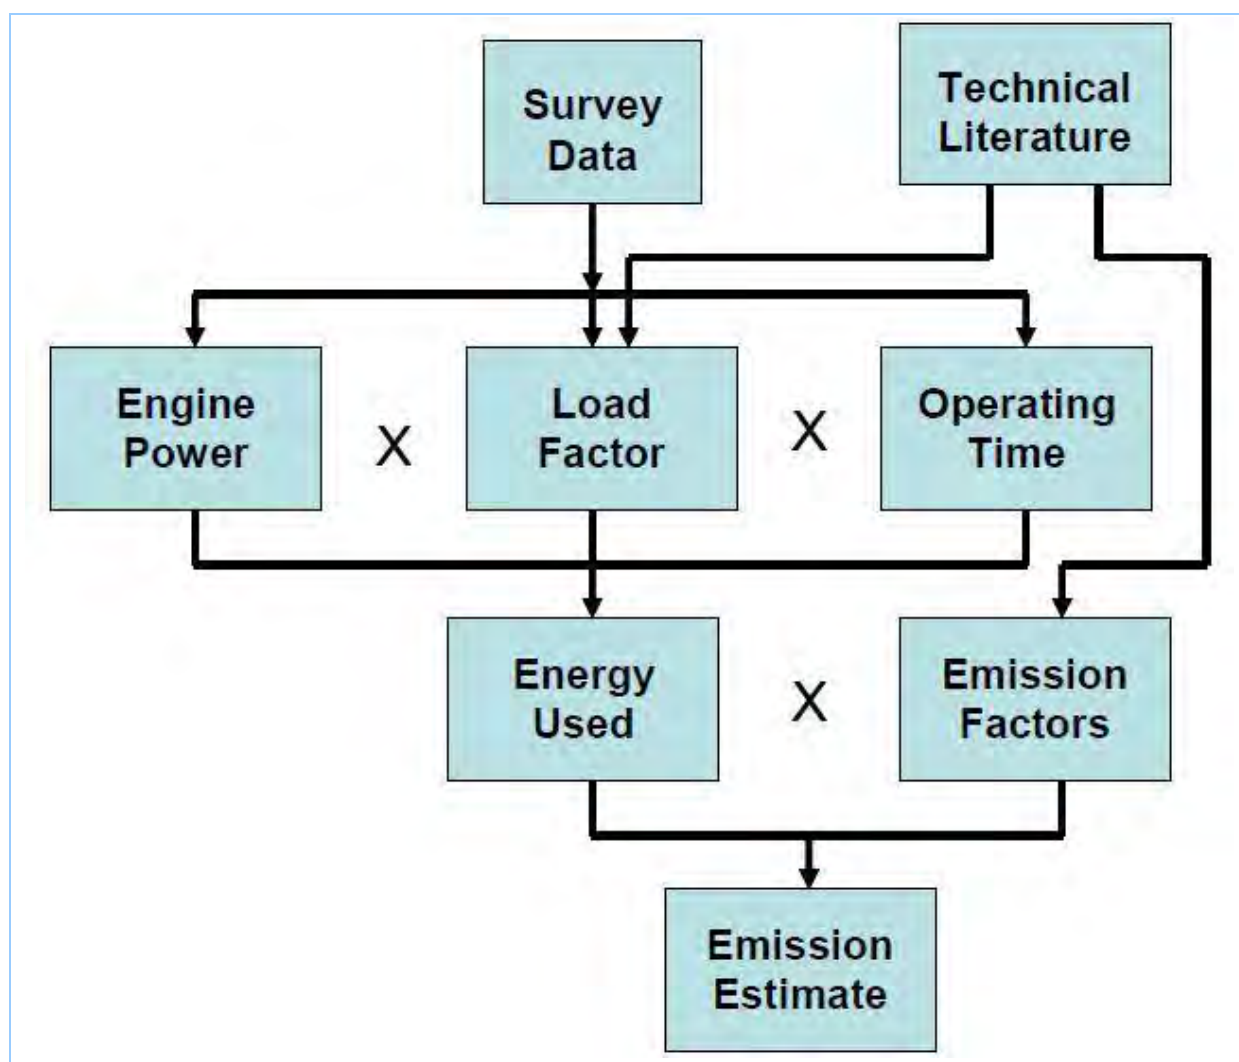 Survey
Data
Technical
Literature
Engine
Power
X
Load
Factor
X
Operating
Time
Energy
Used
X
Emission
Factors
Emission
Estimate